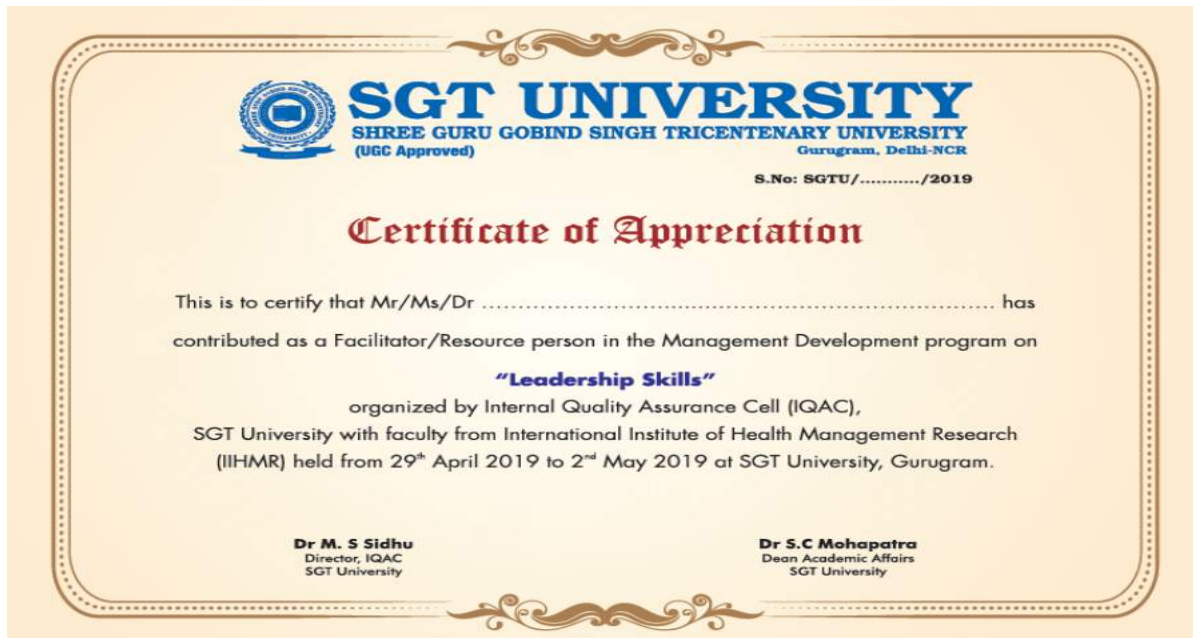 SGT UNIVERSITY
SHREE GURU GOBIND SINGH TRICENTENARY UNIVERSITY
(UGC Approved) Gurugram, Delhi-NCR
S.No: SGTU/.........../2019
Certificate of Appreciation
This is to certify that Mr/Ms/Dr ...................................................................... has
contributed as a Facilitator/Resource person in the Management Development program on
“Leadership Skills”
organized by Internal Quality Assurance Cell (IQAC),
SGT University with faculty from International Institute of Health Management Research
(IIHMR) held from 29th April 2019 to 2nd May 2019 at SGT University, Gurugram.
Dr M. S Sidhu Dr S.C Mohapatra
Director, IQAC Dean Academic Affairs
SGT University SGT University